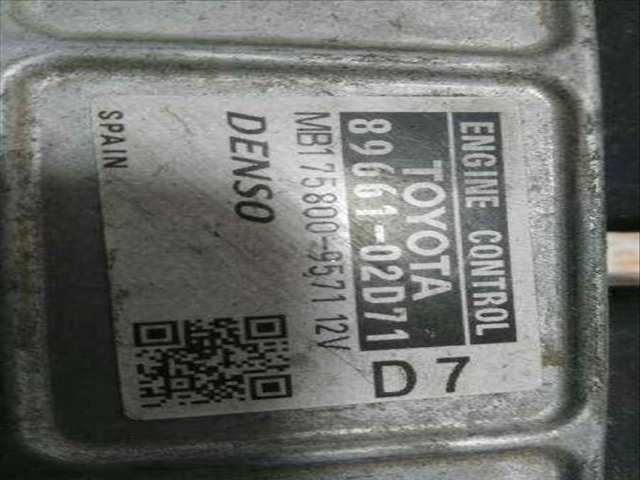 ENGINE CONTROL
TOYOTA
89661-02D71
D7
MB175800-9571 12V
DENSO
SPAIN